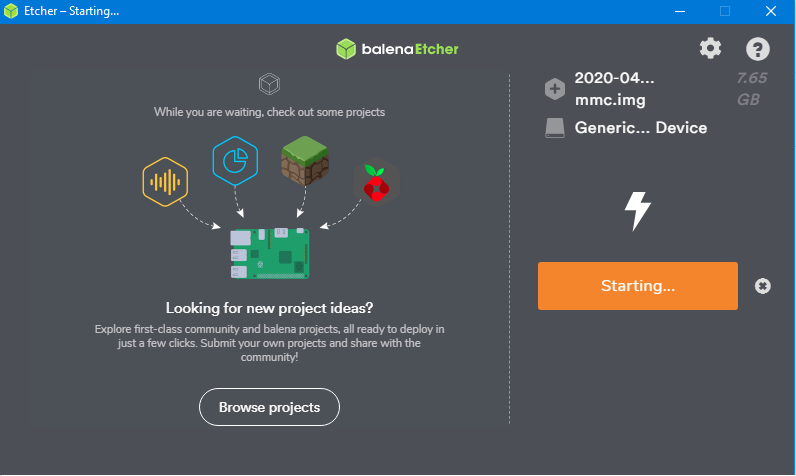 Etcher – Starting...
balenaEtcher
While you are waiting, check out some projects
Looking for new project ideas?
Explore first-class community and balena projects, all ready to deploy in
just a few clicks. Submit your own projects and share with the
community!
Browse projects
2020-04... 7.65
mmc.img GB
Generic... Device
Starting...